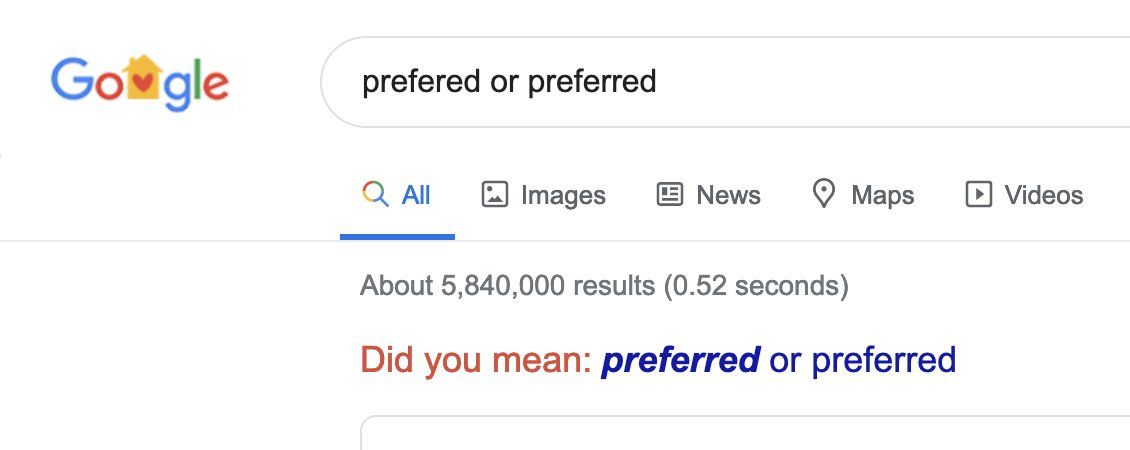 Google
prefered or preferred
All Images News Maps Videos
About 5,840,000 results (0.52 seconds)
Did you mean: preferred or preferred